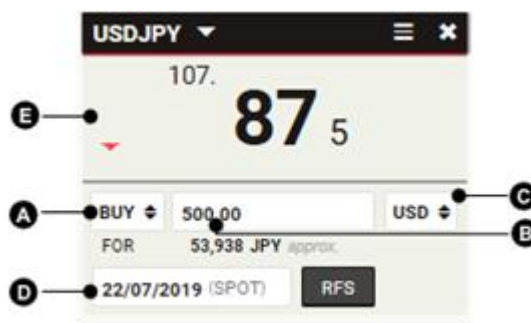 USDJPY
107.
87 5
E
A BUY 500.00 USD C
B
FOR 53,938 JPY approx.
D 22/07/2019 (SPOT) RFS